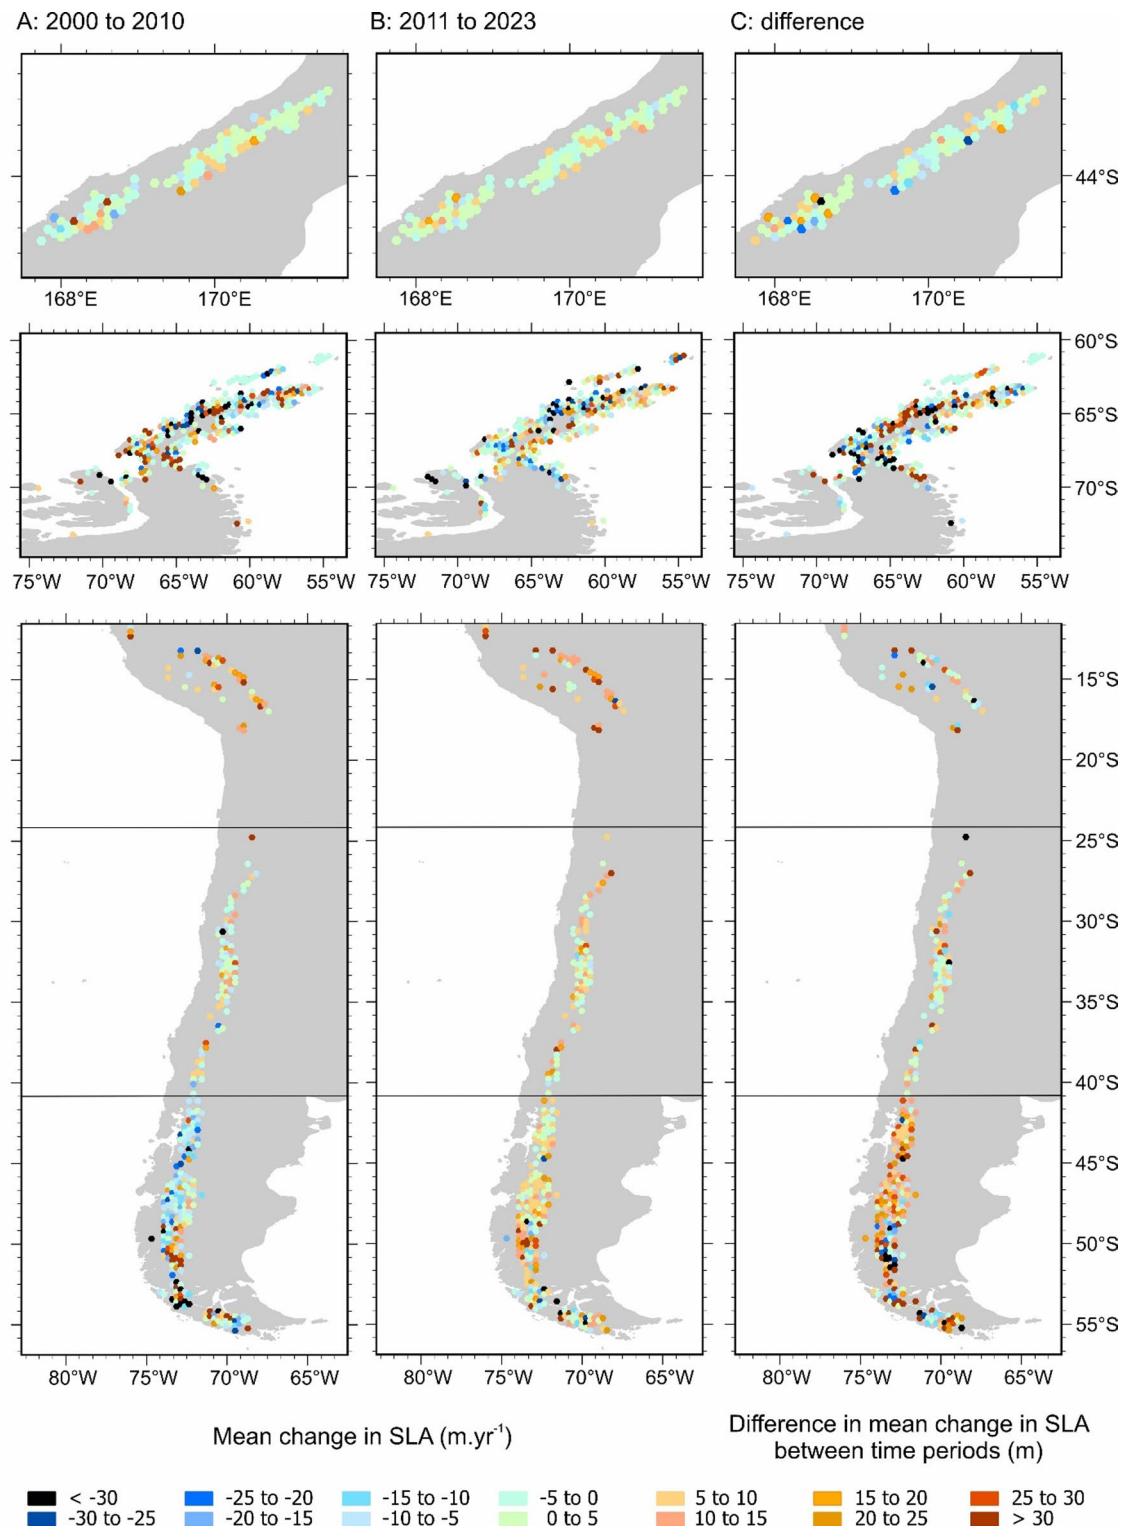 A: 2000 to 2010 B: 2011 to 2023 C: difference
44°S
168°E 170°E 168°E 170°E 168°E 170°E
60°S
65°S
70°S
75°W 70°W 65°W 60°W 55°W 75°W 70°W 65°W 60°W 55°W 75°W 70°W 65°W 60°W 55°W
15°S
20°S
25°S
30°S
35°S
40°S
45°S
50°S
55°S
80°W 75°W 70°W 65°W 80°W 75°W 70°W 65°W 80°W 75°W 70°W 65°W
Mean change in SLA (m.yr⁻¹)
Difference in mean change in SLA
between time periods (m)
< -30 -25 to -20 -15 to -10 -5 to 0 5 to 10 15 to 20 25 to 30
-30 to -25 -20 to -15 -10 to -5 0 to 5 10 to 15 20 to 25 > 30